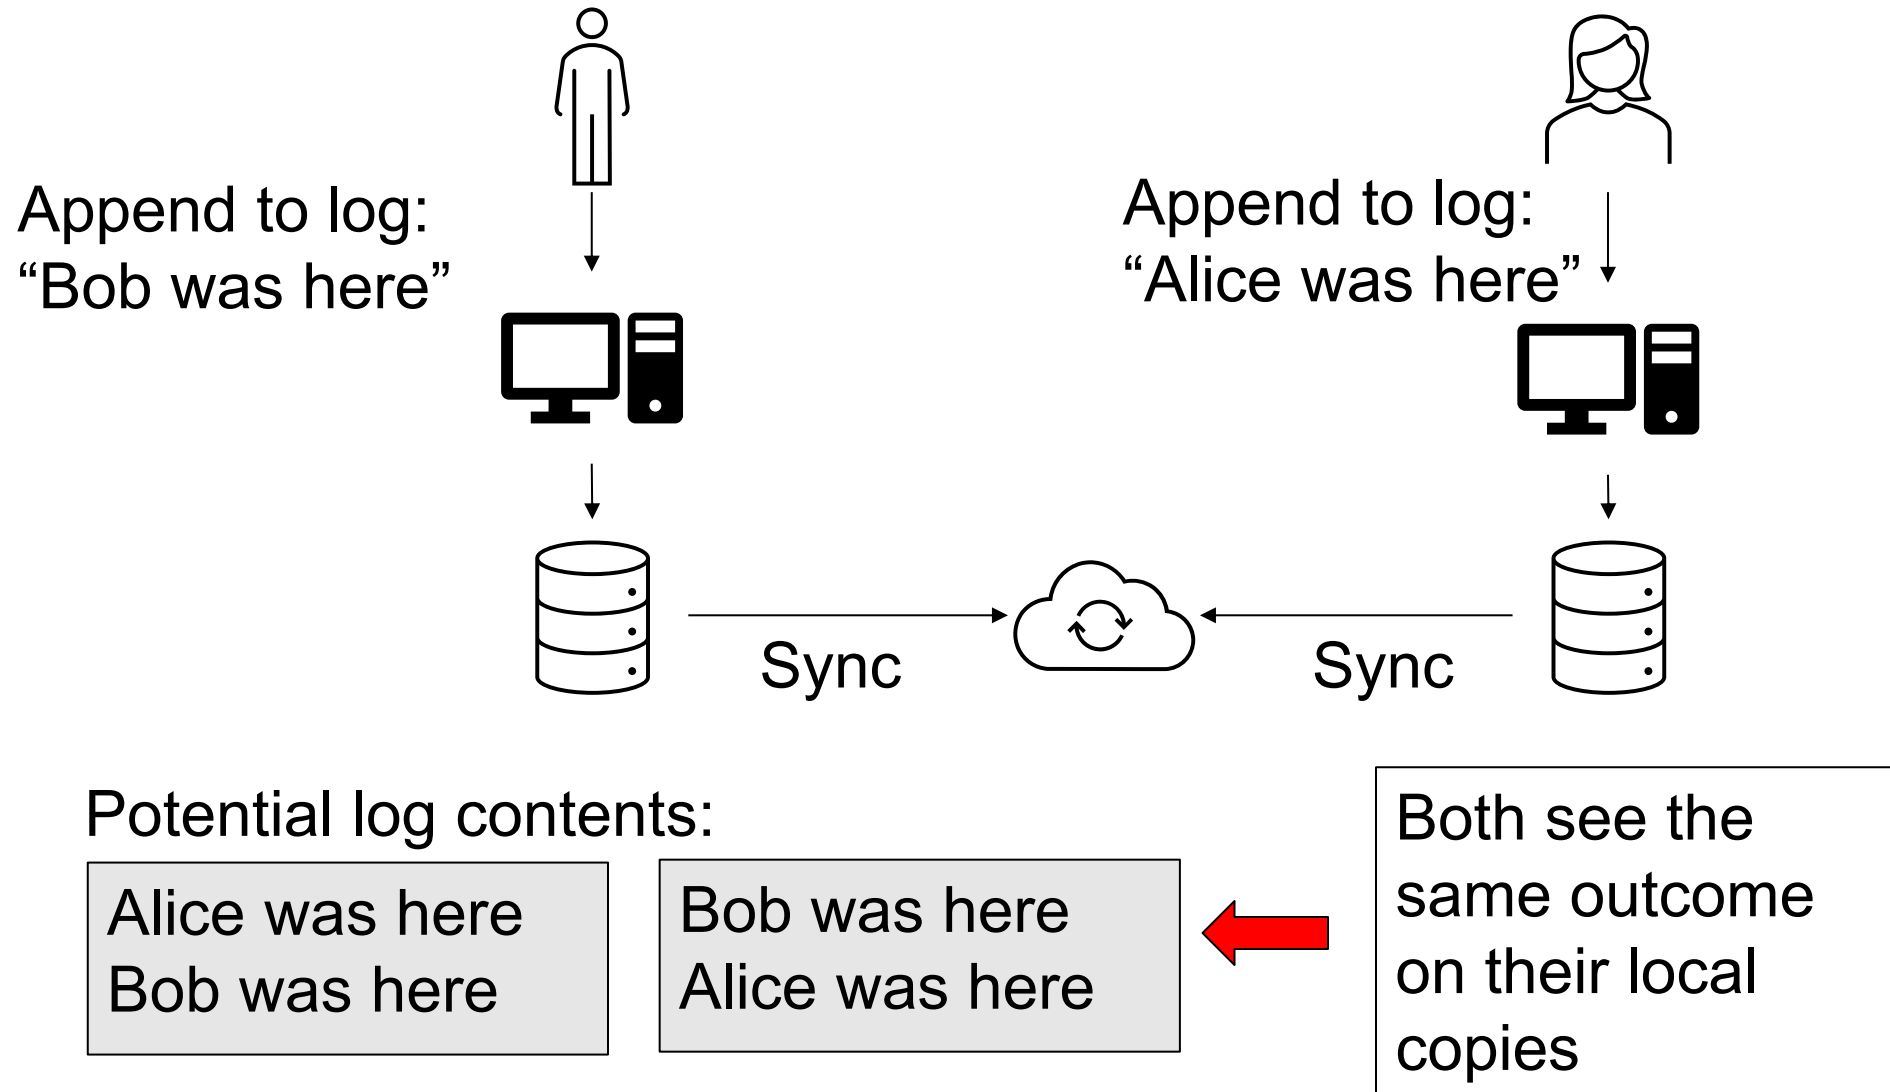 Append to log:
“Bob was here”
Append to log:
“Alice was here”
Sync
Sync
Potential log contents:
Alice was here
Bob was here
Bob was here
Alice was here
Both see the
same outcome
on their local
copies